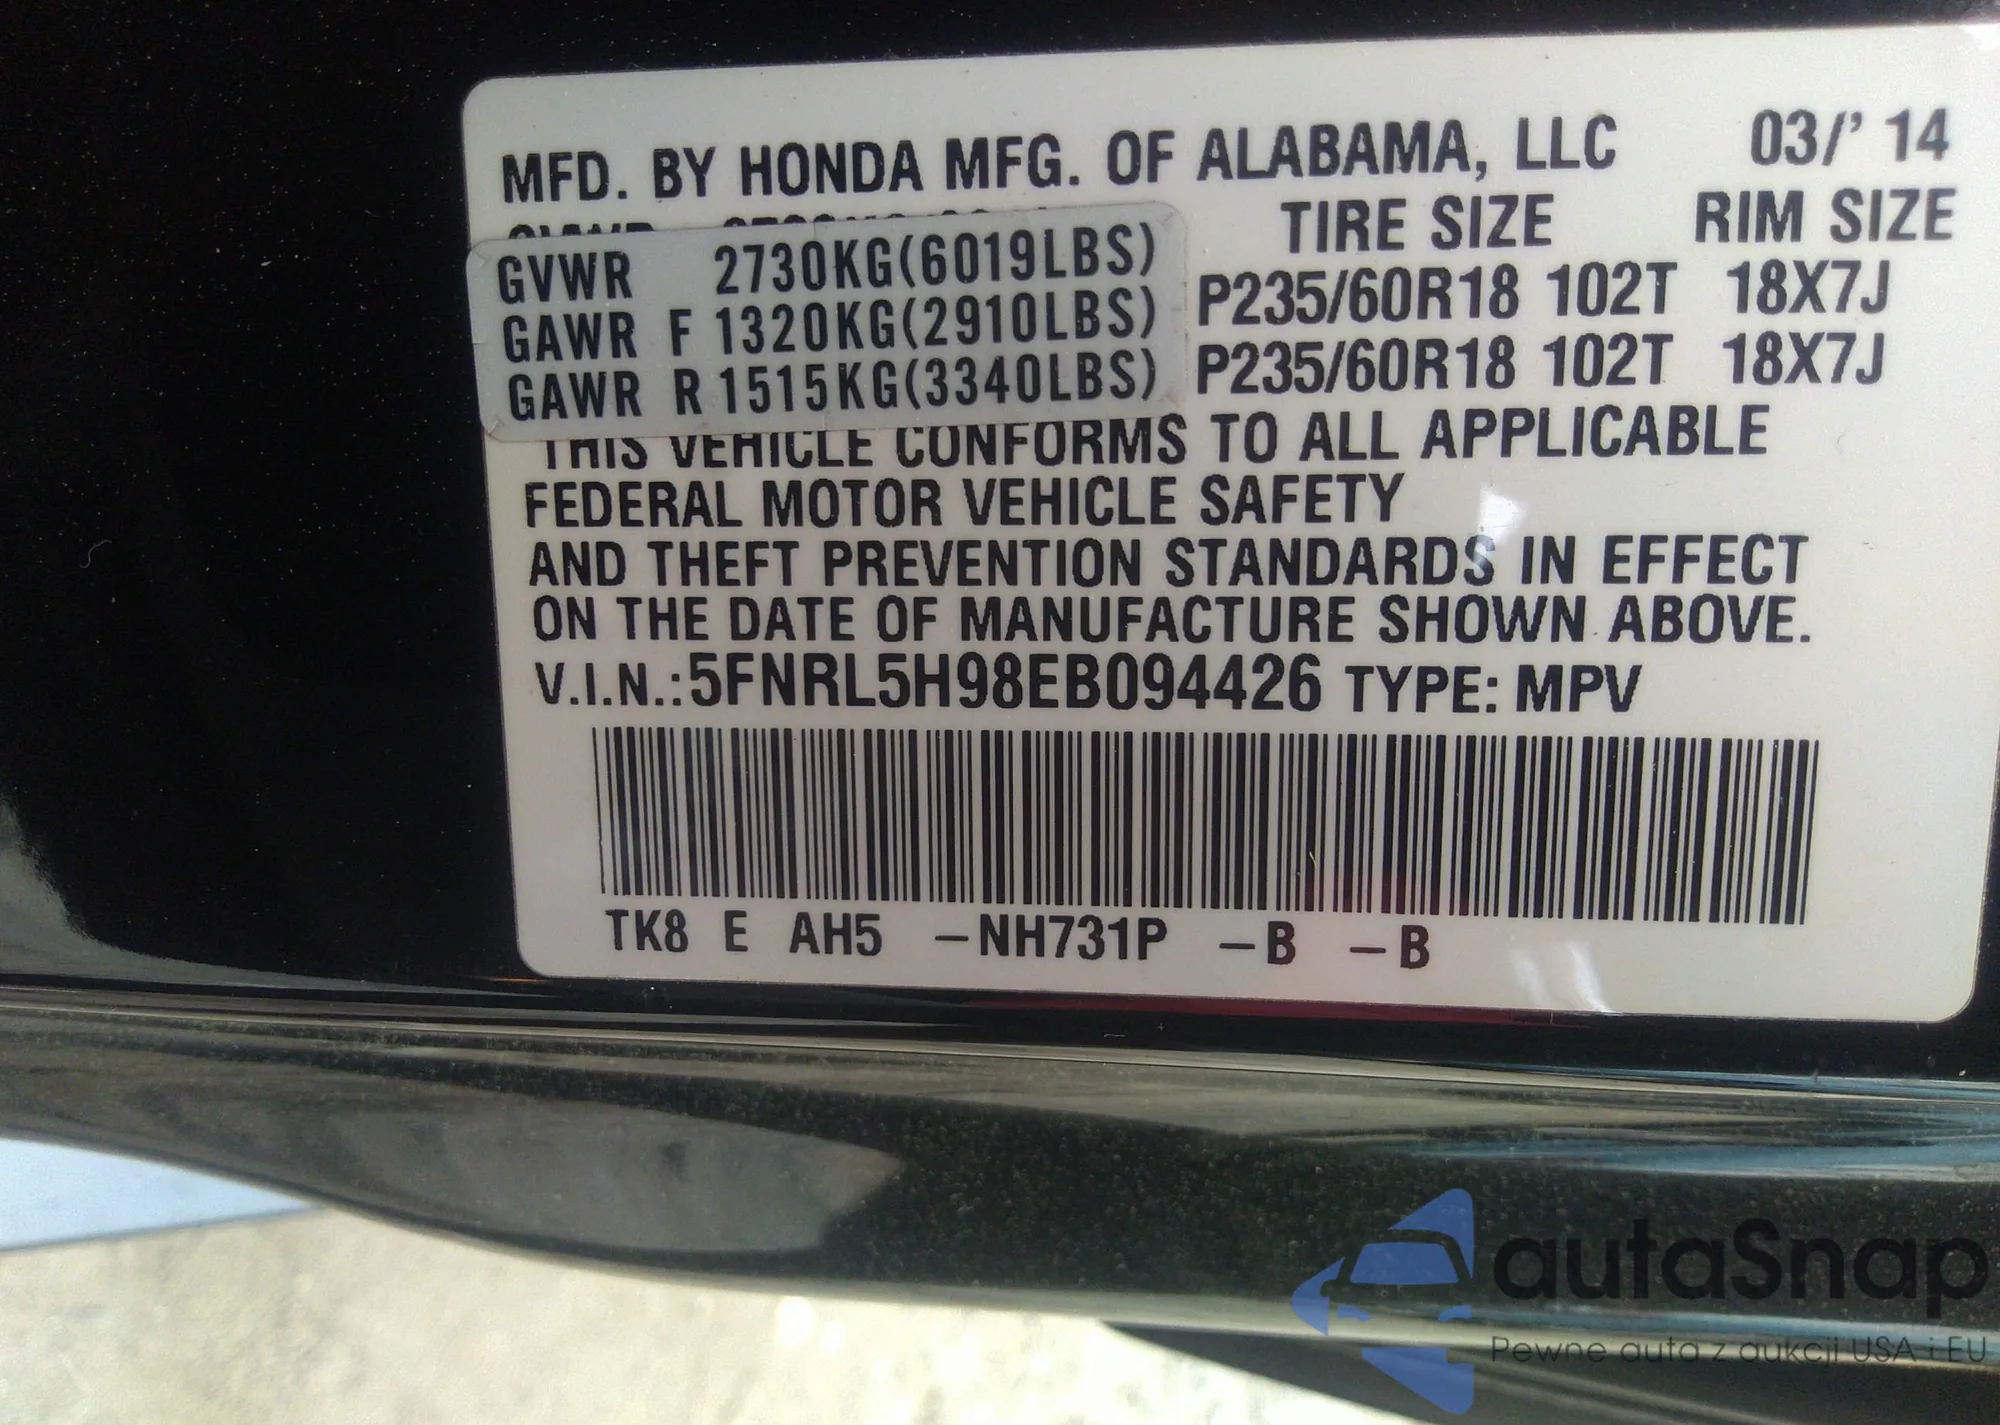 MFD. BY HONDA MFG. OF ALABAMA, LLC 03/' 14
TIRE SIZE RIM SIZE
GVWR 2730KG(6019LBS)
GAWR F 1320KG(2910LBS) P235/60R18 102T 18X7J
GAWR R 1515KG(3340LBS) P235/60R18 102T 18X7J
THIS VEHICLE CONFORMS TO ALL APPLICABLE
FEDERAL MOTOR VEHICLE SAFETY
AND THEFT PREVENTION STANDARDS IN EFFECT
ON THE DATE OF MANUFACTURE SHOWN ABOVE.
V.I.N.:5FNRL5H98EB094426 TYPE: MPV
TK8 E AH5 –NH731P –B –B
autaSnap
Pewne auta z aukcji USA i EU